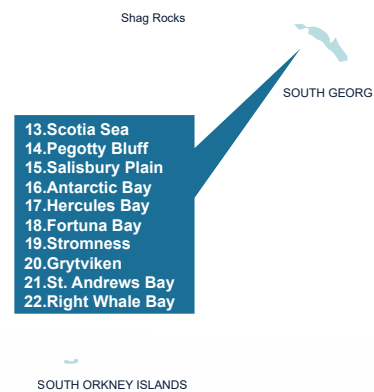 Shag Rocks
SOUTH GEORG
13.Scotia Sea
14.Pegotty Bluff
15.Salisbury Plain
16.Antarctic Bay
17.Hercules Bay
18.Fortuna Bay
19.Stromness
20.Grytviken
21.St. Andrews Bay
22.Right Whale Bay
SOUTH ORKNEY ISLANDS